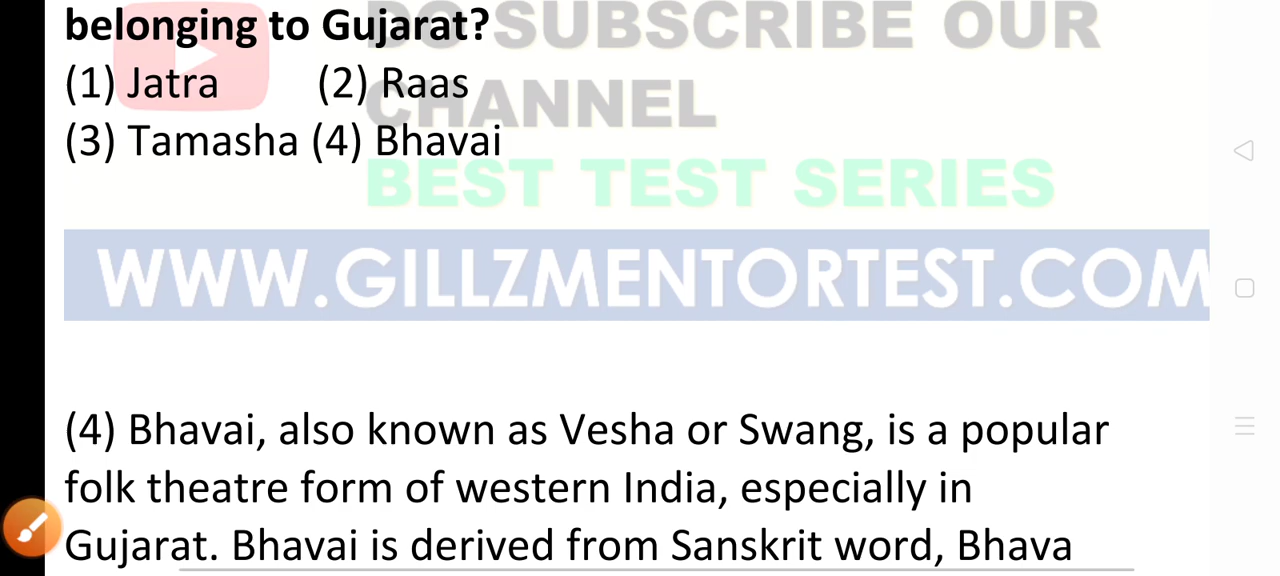 belonging to Gujarat?
DO SUBSCRIBE OUR
(1) Jatra (2) Raas
CHANNEL
(3) Tamasha (4) Bhavai
BEST TEST SERIES
WWW.GILLZMENTORTEST.COM
(4) Bhavai, also known as Vesha or Swang, is a popular
folk theatre form of western India, especially in
Gujarat. Bhavai is derived from Sanskrit word, Bhava